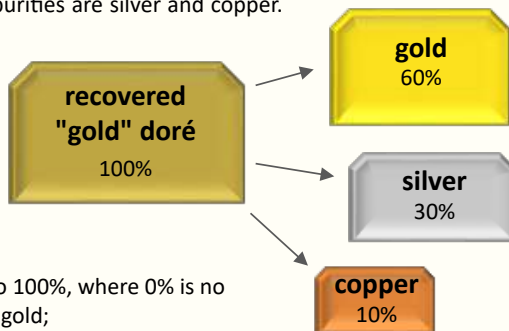 purities are silver and copper.
gold
60%
recovered
"gold" doré
100%
silver
30%
o 100%, where 0% is no
gold;
copper
10%